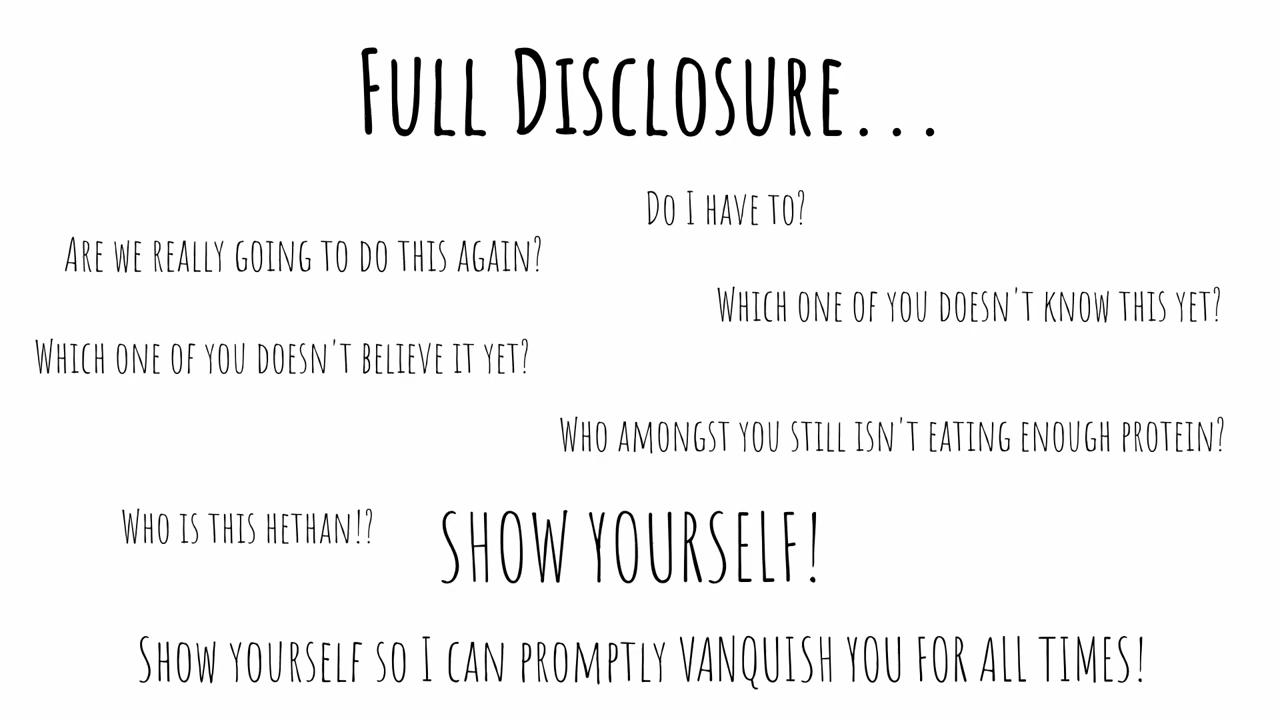 Full Disclosure...
Do I have to?
Are we really going to do this again?
Which one of you doesn't know this yet?
Which one of you doesn't believe it yet?
Who amongst you still isn't eating enough protein?
Who is this hethan!?
SHOW YOURSELF!
Show yourself so I can promptly VANQUISH YOU FOR ALL TIMES!